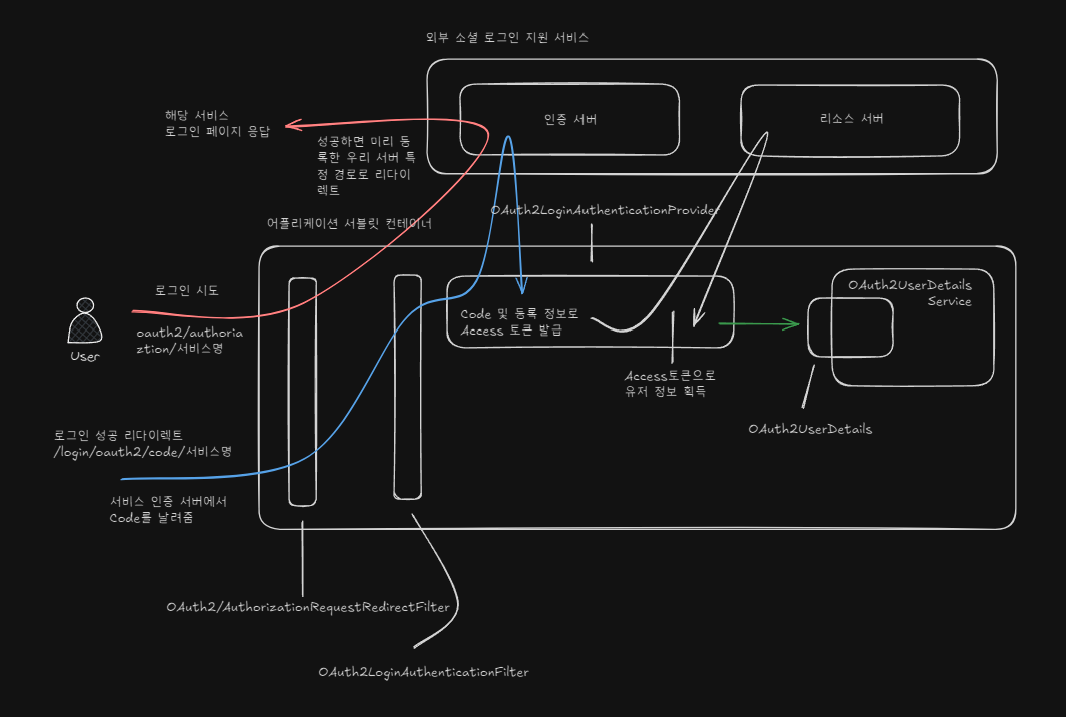 외부 소셜 로그인 지원 서비스
해당 서비스
로그인 페이지 응답
인증 서버
리소스 서버
성공하면 미리 등
록한 우리 서버 특
정 경로로 리다이
렉트
OAuth2LoginAuthenticationProvider
어플리케이션 서블릿 컨테이너
로그인 시도
oauth2/authoria
ztion/서비스명
User
OAuth2UserDetails
Service
Code 및 등록 정보로
Access 토큰 발급
Access토큰으로
유저 정보 획득
OAuth2UserDetails
로그인 성공 리다이렉트
/login/oauth2/code/서비스명
서비스 인증 서버에서
Code를 날려줌
OAuth2/AuthorizationRequestRedirectFilter
OAuth2LoginAuthenticationFilter